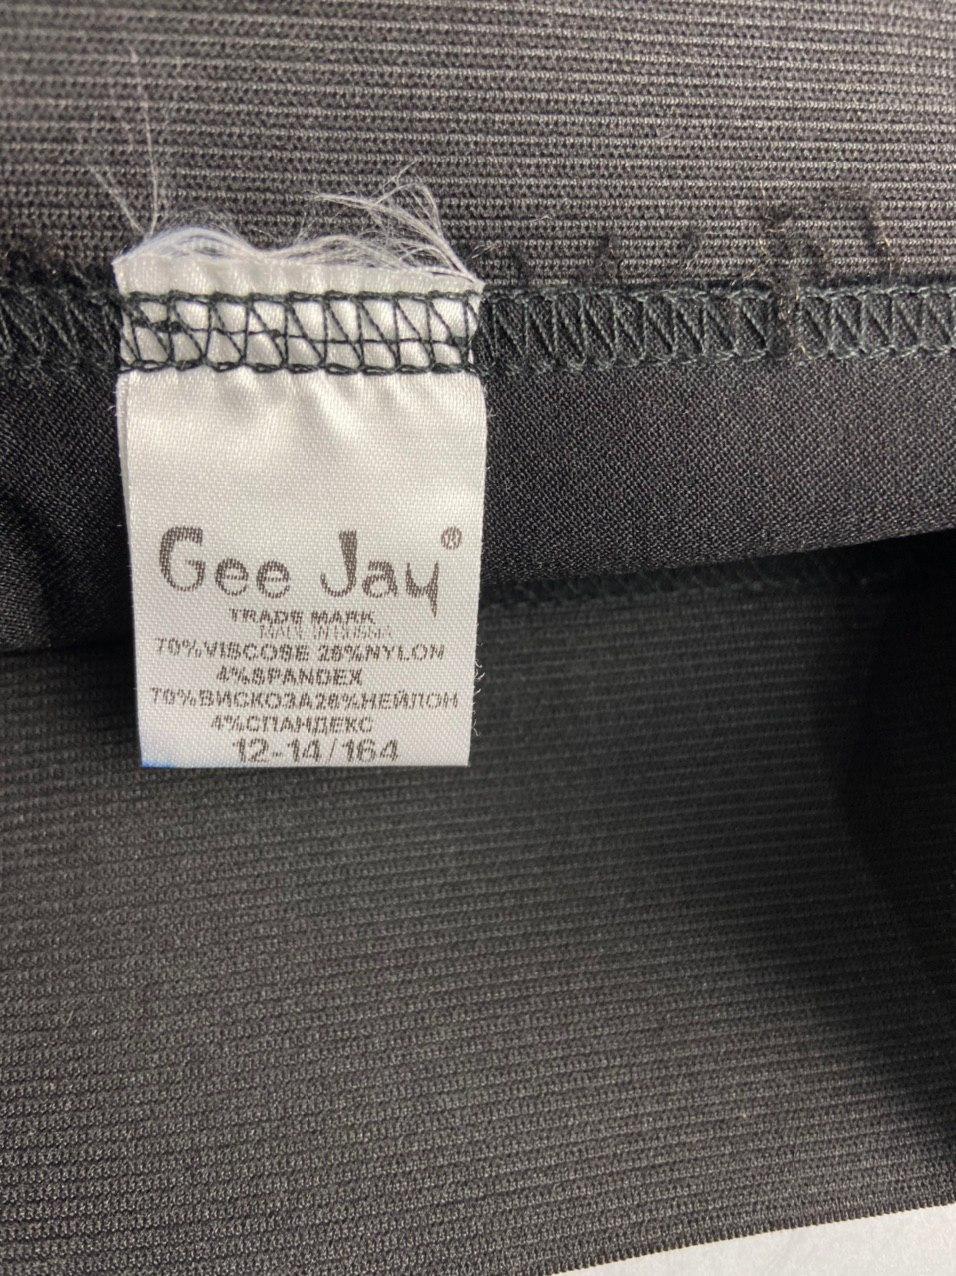 Gee Jay®
TRADE MARK
MADE IN RUSSIA
70%VISCOSE 26%NYLON
4%SPANDEX
70%ВИСКОЗА26%НЕЙЛОН
4%СПАНДЕКС
12-14/164